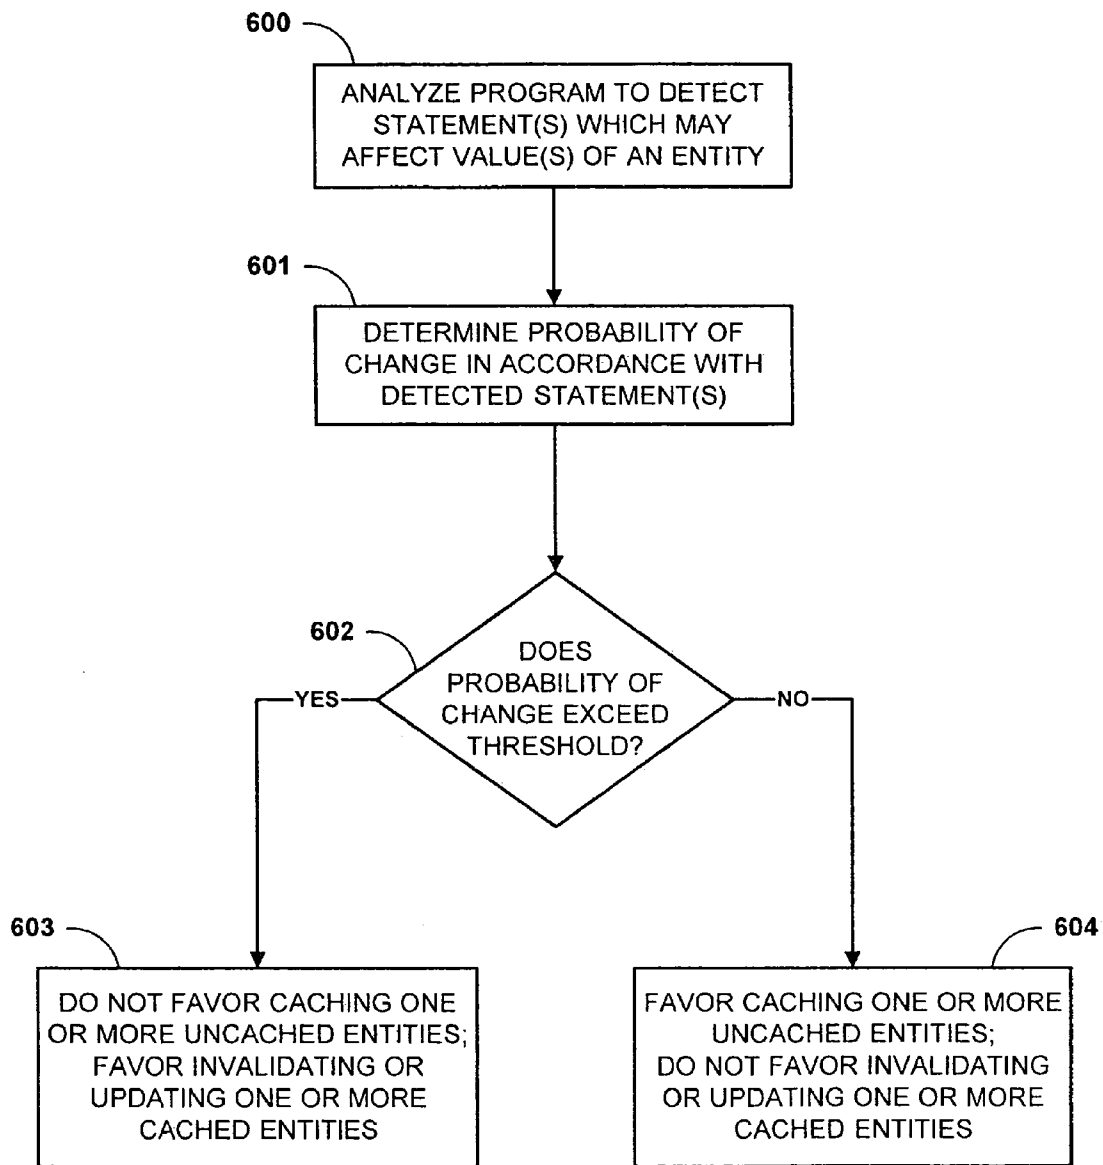 600
ANALYZE PROGRAM TO DETECT
STATEMENT(S) WHICH MAY
AFFECT VALUE(S) OF AN ENTITY
601
DETERMINE PROBABILITY OF
CHANGE IN ACCORDANCE WITH
DETECTED STATEMENT(S)
602
DOES
PROBABILITY OF
CHANGE EXCEED
THRESHOLD?
YES
NO
603
DO NOT FAVOR CACHING ONE
OR MORE UNCACHED ENTITIES;
FAVOR INVALIDATING OR
UPDATING ONE OR MORE
CACHED ENTITIES
604
FAVOR CACHING ONE OR MORE
UNCACHED ENTITIES;
DO NOT FAVOR INVALIDATING
OR UPDATING ONE OR MORE
CACHED ENTITIES